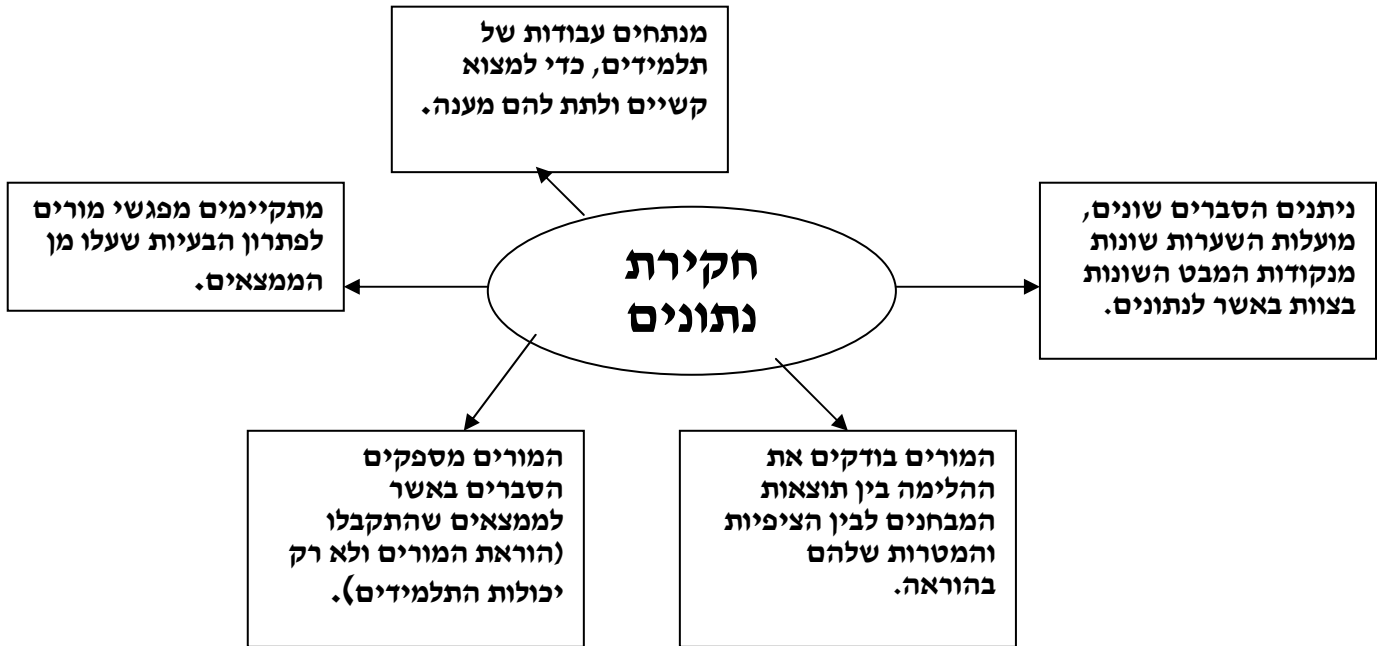 מנתחים עבודות של
תלמידים, כדי למצוא
קשיים ולתת להם מענה.
ניתנים הסברים שונים,
מועלות השערות שונות
מנקודות המבט השונות
בצוות באשר לנתונים.
מתקיימים מפגשי מורים
לפתרון הבעיות שעלו מן
הממצאים.
חקירת
נתונים
המורים בודקים את
ההלימה בין תוצאות
המבחנים לבין הציפיות
והמטרות שלהם
בהוראה.
המורים מספקים
הסברים באשר
לממצאים שהתקבלו
(הוראת המורים ולא רק
יכולות התלמידים).